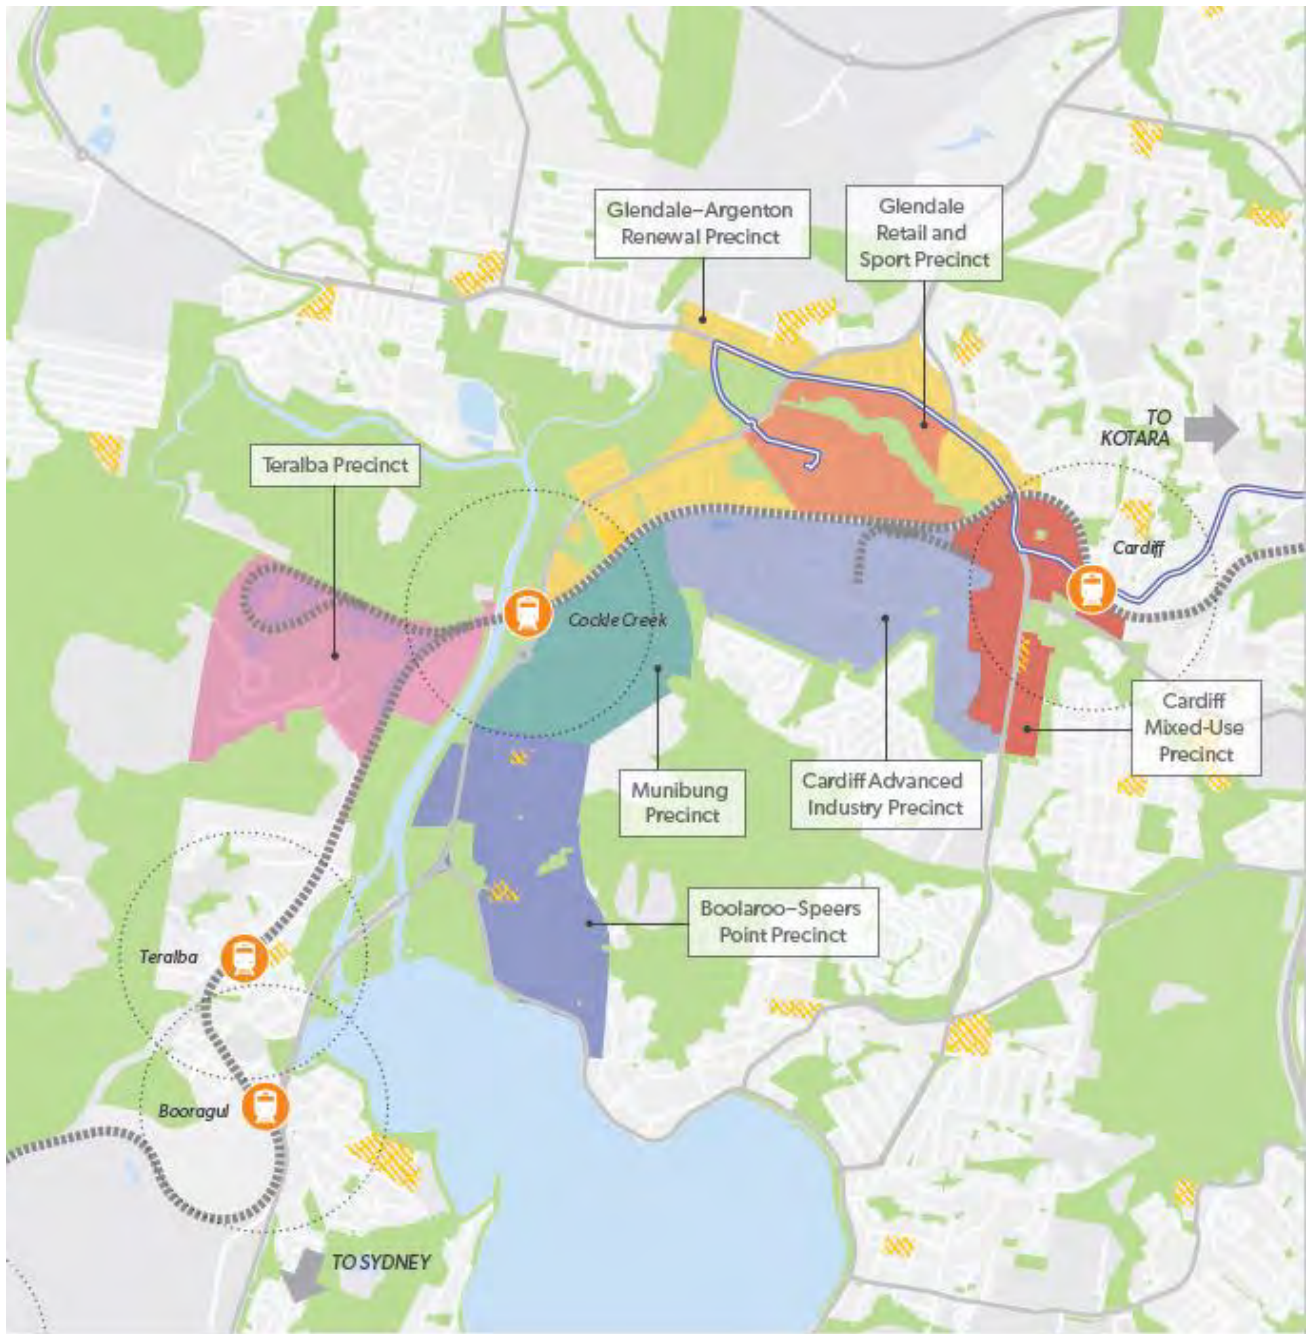 Glendale–Argenton
Renewal Precinct
Glendale
Retail and
Sport Precinct
TO
KOTARA
Teralba Precinct
Cardiff
Cockle Creek
Cardiff
Mixed-Use
Precinct
Munibung
Precinct
Cardiff Advanced
Industry Precinct
Boolaroo–Speers
Point Precinct
Teralba
Booragul
TO SYDNEY